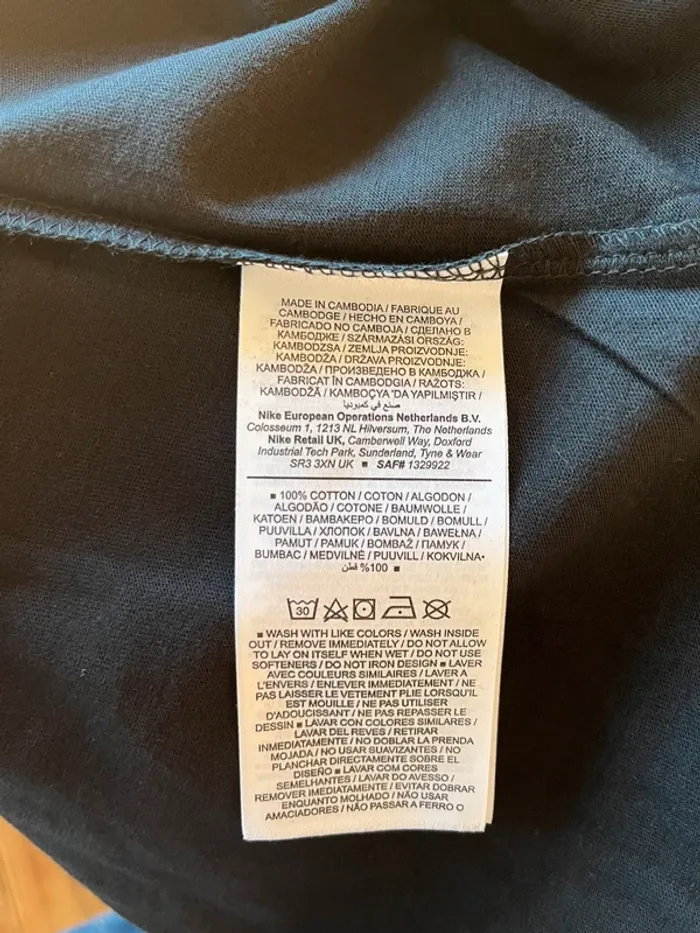 MADE IN CAMBODIA / FABRIQUE AU
CAMBODGE / HECHO EN CAMBOYA /
FABRICADO NO CAMBOJA / СДЕЛАНО В
КАМБОДЖЕ / SZÁRMAZÁSI ORSZÁG:
KAMBODZSA / ZEMLJA PROIZVODNJE:
KAMBODŽA / DRŽAVA PROIZVODNJE:
KAMBODŽA / ПРОИЗВЕДЕНО В КАМБОДЖА /
FABRICAT ÎN CAMBODGIA / RAŽOTS:
KAMBODŽĀ / KAMBOÇYA 'DA YAPILMIŞTIR /
صنع في كمبوديا
Nike European Operations Netherlands B.V.
Colosseum 1, 1213 NL Hilversum, The Netherlands
Nike Retail UK, Camberwell Way, Doxford
Industrial Tech Park, Sunderland, Tyne & Wear
SR3 3XN UK ■ SAF# 1329922
■ 100% COTTON / COTON / ALGODON /
ALGODÃO / COTONE / BAUMWOLLE /
KATOEN / ΒΑΜΒΑΚΕΡΟ / BOMULD / BOMULL /
PUUVILLA / ХЛОПОК / BAVLNA / BAWEŁNA /
PAMUT / PAMUK / BOMBAŽ / ПАМУК /
BUMBAC / MEDVILNĖ / PUUVILL / KOKVILNA•
100% قطن ■
30
■ WASH WITH LIKE COLORS / WASH INSIDE
OUT / REMOVE IMMEDIATELY / DO NOT ALLOW
TO LAY ON ITSELF WHEN WET / DO NOT USE
SOFTENERS / DO NOT IRON DESIGN ■ LAVER
AVEC COULEURS SIMILAIRES / LAVER A
L'ENVERS / ENLEVER IMMEDIATEMENT / NE
PAS LAISSER LE VETEMENT PLIE LORSQU'IL
EST MOUILLE / NE PAS UTILISER
D'ADOUCISSANT / NE PAS REPASSER LE
DESSIN ■ LAVAR CON COLORES SIMILARES /
LAVAR DEL REVES / RETIRAR
INMEDIATAMENTE / NO DOBLAR LA PRENDA
MOJADA / NO USAR SUAVIZANTES / NO
PLANCHAR DIRECTAMENTE SOBRE EL
DISEÑO ■ LAVAR COM CORES
SEMELHANTES / LAVAR DO AVESSO /
REMOVER IMEDIATAMENTE / EVITAR DOBRAR
ENQUANTO MOLHADO / NÃO USAR
AMACIADORES / NÃO PASSAR A FERRO O